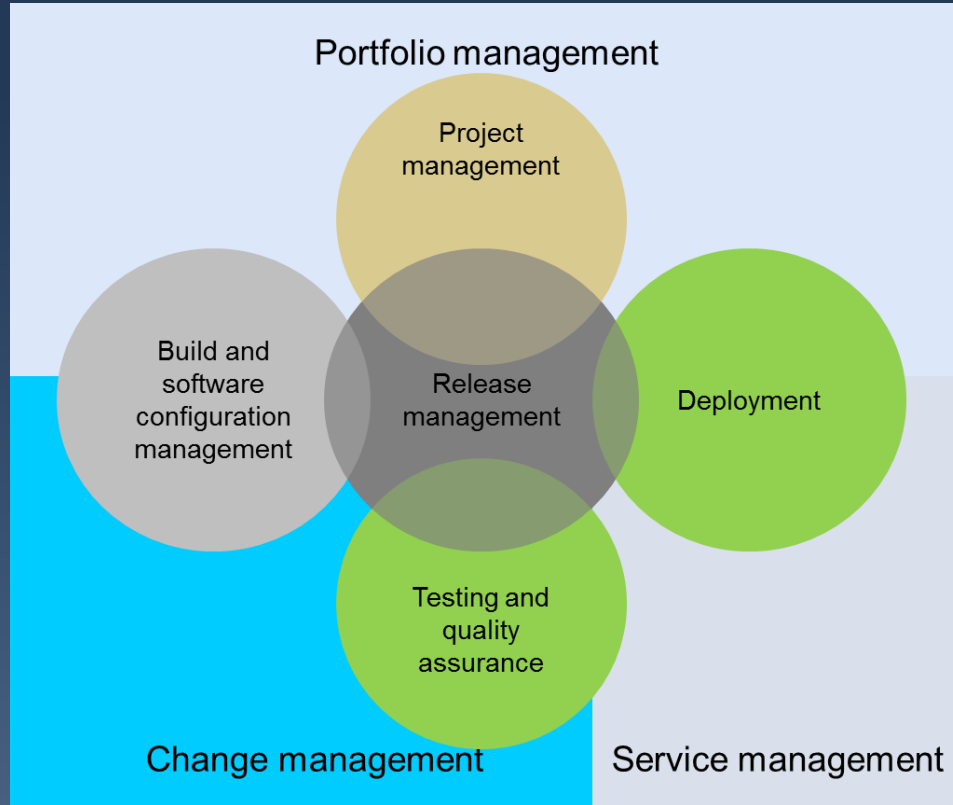 Portfolio management
Project
management
Build and
software
configuration
management
Release
management
Deployment
Testing and
quality
assurance
Change management
Service management